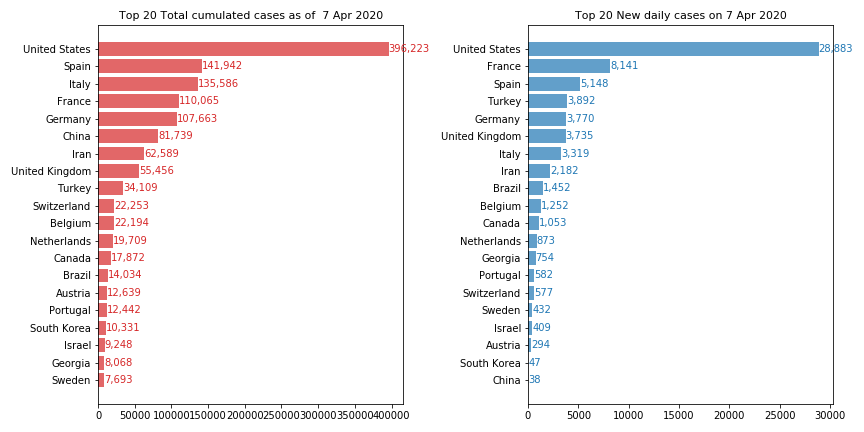 Top 20 Total cumulated cases as of  7 Apr 2020
United States 396,223
Spain 141,942
Italy 135,586
France 110,065
Germany 107,663
China 81,739
Iran 62,589
United Kingdom 55,456
Turkey 34,109
Switzerland 22,253
Belgium 22,194
Netherlands 19,709
Canada 17,872
Brazil 14,034
Austria 12,639
Portugal 12,442
South Korea 10,331
Israel 9,248
Georgia 8,068
Sweden 7,693
0 50000 100000 150000 200000 250000 300000 350000 400000
Top 20 New daily cases on 7 Apr 2020
United States 28,883
France 8,141
Spain 5,148
Turkey 3,892
Germany 3,770
United Kingdom 3,735
Italy 3,319
Iran 2,182
Brazil 1,452
Belgium 1,252
Canada 1,053
Netherlands 873
Georgia 754
Portugal 582
Switzerland 577
Sweden 432
Israel 409
Austria 294
South Korea 47
China 38
0 5000 10000 15000 20000 25000 30000